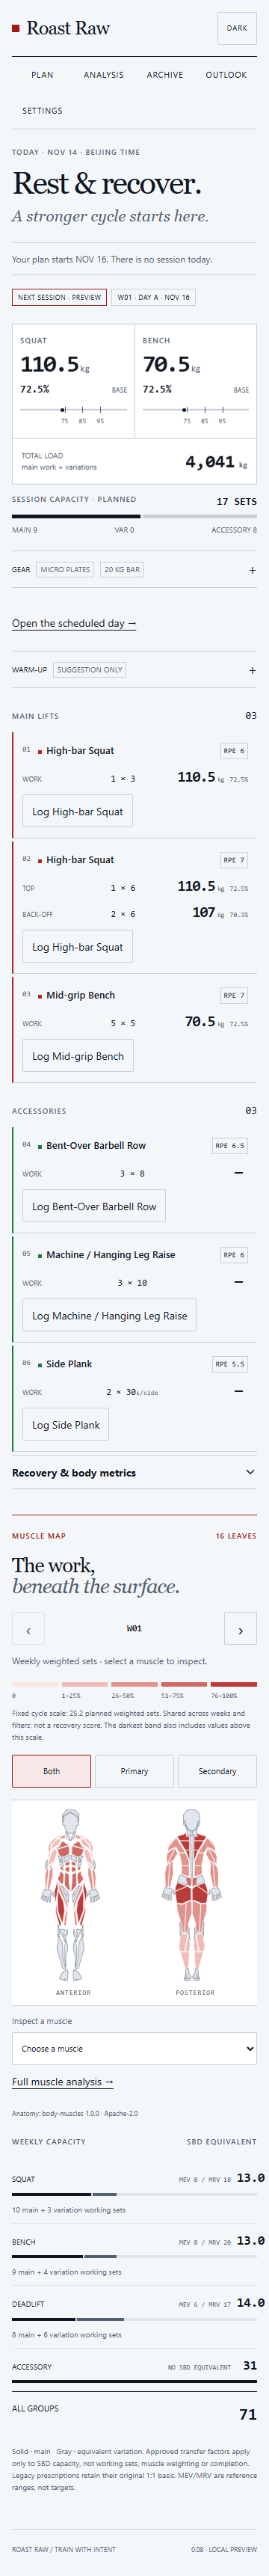 Roast Raw
DARK
PLAN ANALYSIS ARCHIVE OUTLOOK
SETTINGS
TODAY · NOV 14 · BEIJING TIME
Rest & recover.
A stronger cycle starts here.
Your plan starts NOV 16. There is no session today.
NEXT SESSION · PREVIEW
W01 · DAY A · NOV 16
SQUAT
110.5 kg
72.5% BASE
75 85 95
BENCH
70.5 kg
72.5% BASE
75 85 95
TOTAL LOAD
main work + variations
4,041 kg
SESSION CAPACITY · PLANNED 17 SETS
MAIN 9 VAR 0 ACCESSORY 8
GEAR MICRO PLATES 20 KG BAR +
Open the scheduled day →
WARM-UP SUGGESTION ONLY +
MAIN LIFTS 03
01 High-bar Squat RPE 6
WORK 1 × 3 110.5 kg 72.5%
Log High-bar Squat
02 High-bar Squat RPE 7
TOP 1 × 6 110.5 kg 72.5%
BACK-OFF 2 × 6 107 kg 70.3%
Log High-bar Squat
03 Mid-grip Bench RPE 7
WORK 5 × 5 70.5 kg 72.5%
Log Mid-grip Bench
ACCESSORIES 03
04 Bent-Over Barbell Row RPE 6.5
WORK 3 × 8 —
Log Bent-Over Barbell Row
05 Machine / Hanging Leg Raise RPE 6
WORK 3 × 10 —
Log Machine / Hanging Leg Raise
06 Side Plank RPE 5.5
WORK 2 × 30s/side —
Log Side Plank
Recovery & body metrics
MUSCLE MAP 16 LEAVES
The work,
beneath the surface.
‹ W01 ›
Weekly weighted sets · select a muscle to inspect.
0 1–25% 26–50% 51–75% 76–100%
Fixed cycle scale: 25.2 planned weighted sets. Shared across weeks and
filters; not a recovery score. The darkest band also includes values above
this scale.
Both Primary Secondary
ANTERIOR POSTERIOR
Inspect a muscle
Choose a muscle
Full muscle analysis →
Anatomy: body-muscles 1.0.0 · Apache-2.0
WEEKLY CAPACITY SBD EQUIVALENT
SQUAT MEV 8 / MRV 18 13.0
10 main + 3 variation working sets
BENCH MEV 8 / MRV 20 13.0
9 main + 4 variation working sets
DEADLIFT MEV 6 / MRV 17 14.0
8 main + 6 variation working sets
ACCESSORY NO SBD EQUIVALENT 31
ALL GROUPS 71
Solid · main Gray · equivalent variation. Approved transfer factors apply
only to SBD capacity, not working sets, muscle weighting or completion.
Legacy prescriptions retain their original 1:1 basis. MEV/MRV are reference
ranges, not targets.
ROAST RAW / TRAIN WITH INTENT 0.08 · LOCAL PREVIEW